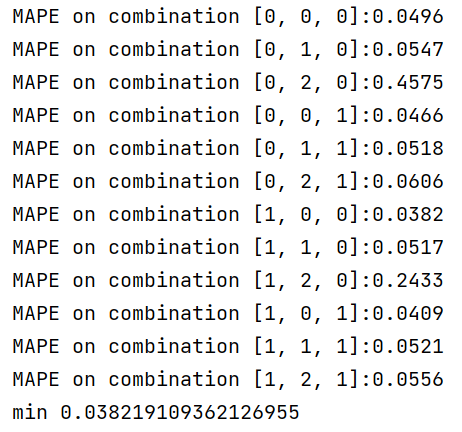 MAPE on combination [0, 0, 0]:0.0496
MAPE on combination [0, 1, 0]:0.0547
MAPE on combination [0, 2, 0]:0.4575
MAPE on combination [0, 0, 1]:0.0466
MAPE on combination [0, 1, 1]:0.0518
MAPE on combination [0, 2, 1]:0.0606
MAPE on combination [1, 0, 0]:0.0382
MAPE on combination [1, 1, 0]:0.0517
MAPE on combination [1, 2, 0]:0.2433
MAPE on combination [1, 0, 1]:0.0409
MAPE on combination [1, 1, 1]:0.0521
MAPE on combination [1, 2, 1]:0.0556
min 0.038219109362126955